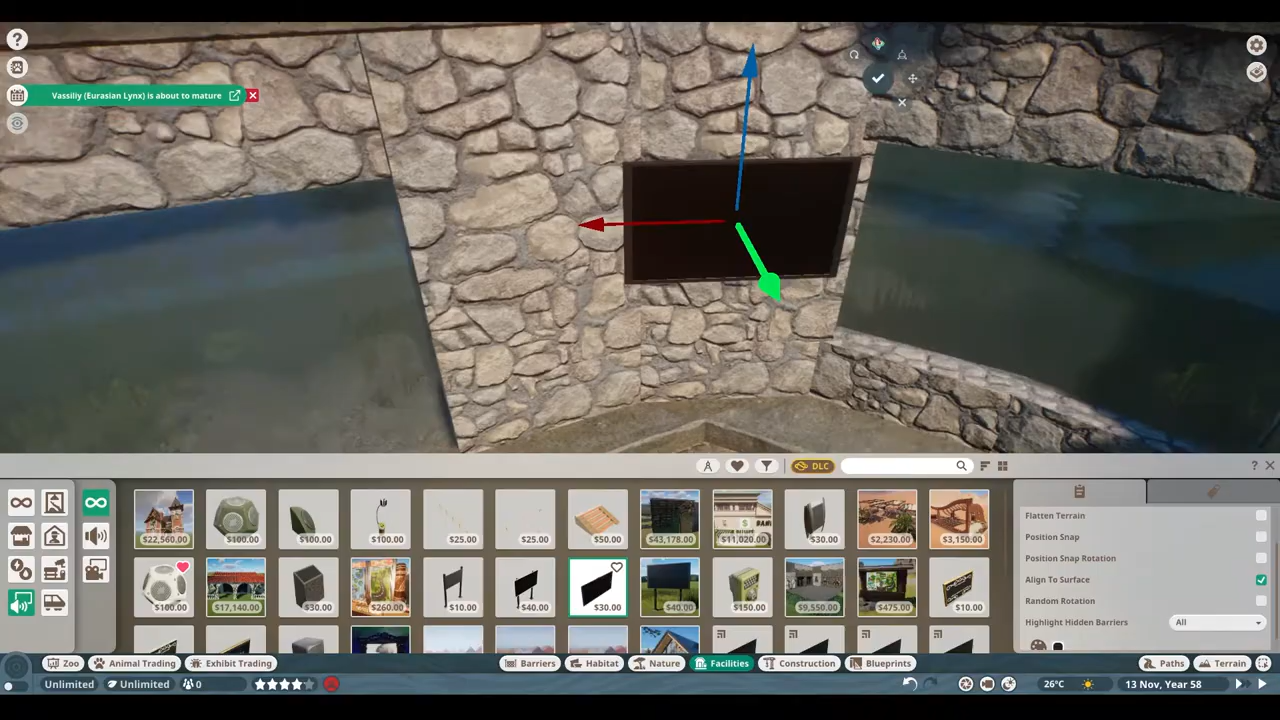 Vassiliy (Eurasian Lynx) is about to mature
DLC
$22,560.00 $100.00 $100.00 $100.00 $25.00 $25.00 $50.00 $43,178.00 $11,020.00 $30.00 $2,230.00 $3,150.00
$100.00 $17,140.00 $30.00 $260.00 $10.00 $40.00 $30.00 $40.00 $150.00 $9,550.00 $475.00 $10.00
Flatten Terrain
Position Snap
Position Snap Rotation
Align To Surface
Random Rotation
Highlight Hidden Barriers All
Zoo Animal Trading Exhibit Trading Barriers Habitat Nature Facilities Construction Blueprints Paths Terrain
Unlimited Unlimited 0 26°C 13 Nov, Year 58